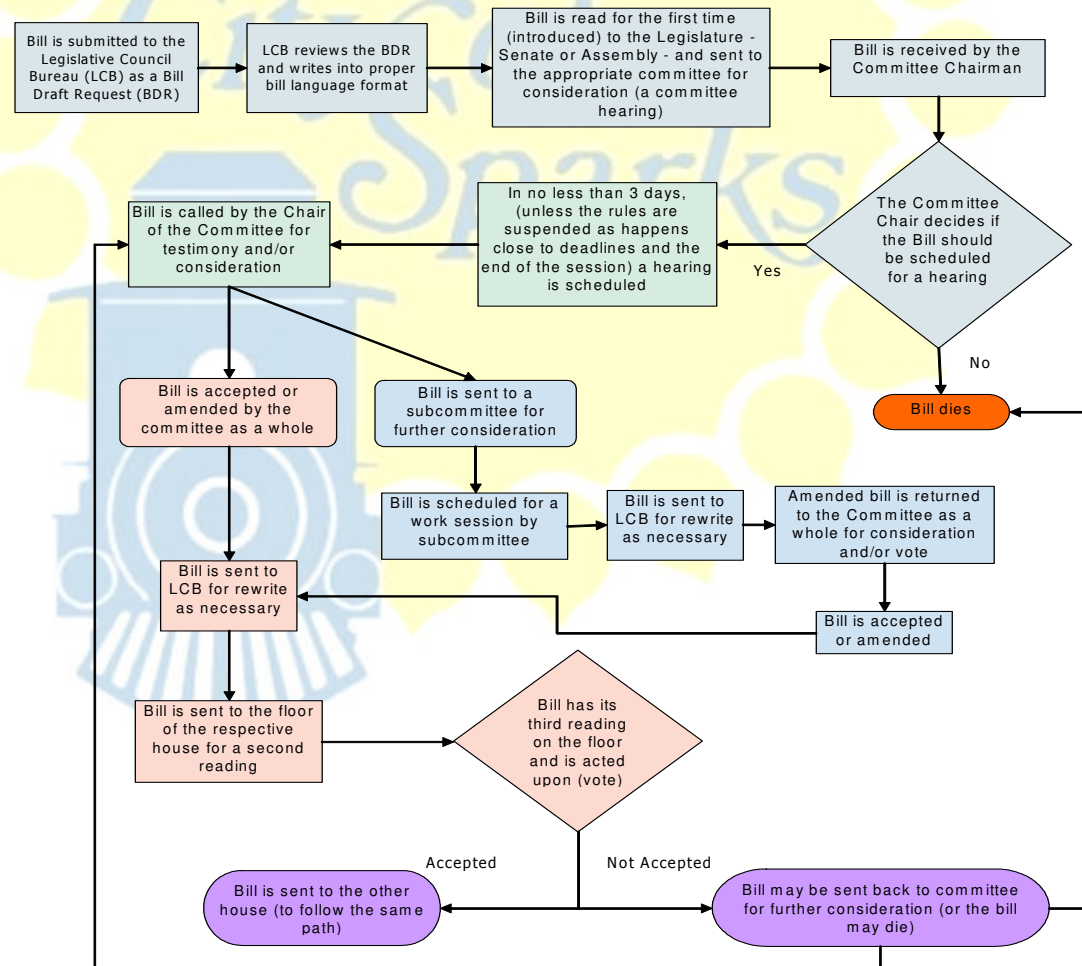 Bill is submitted to the
Legislative Council
Bureau (LCB) as a Bill
Draft Request (BDR)
LCB reviews the BDR
and writes into proper
bill language format
Bill is read for the first time
(introduced) to the Legislature -
Senate or Assembly - and sent to
the appropriate committee for
consideration (a committee
hearing)
Bill is received by the
Committee Chairman
The Committee
Chair decides if
the Bill should
be scheduled
for a hearing
Yes
No
Bill dies
In no less than 3 days,
(unless the rules are
suspended as happens
close to deadlines and the
end of the session) a hearing
is scheduled
Bill is called by the Chair
of the Committee for
testimony and/or
consideration
Bill is accepted or
amended by the
committee as a whole
Bill is sent to a
subcommittee for
further consideration
Bill is scheduled for a
work session by
subcommittee
Bill is sent to
LCB for rewrite
as necessary
Amended bill is returned
to the Committee as a
whole for consideration
and/or vote
Bill is accepted
or amended
Bill is sent to
LCB for rewrite
as necessary
Bill is sent to the floor
of the respective
house for a second
reading
Bill has its
third reading
on the floor
and is acted
upon (vote)
Accepted
Not Accepted
Bill is sent to the other
house (to follow the same
path)
Bill may be sent back to committee
for further consideration (or the bill
may die)
Sparks